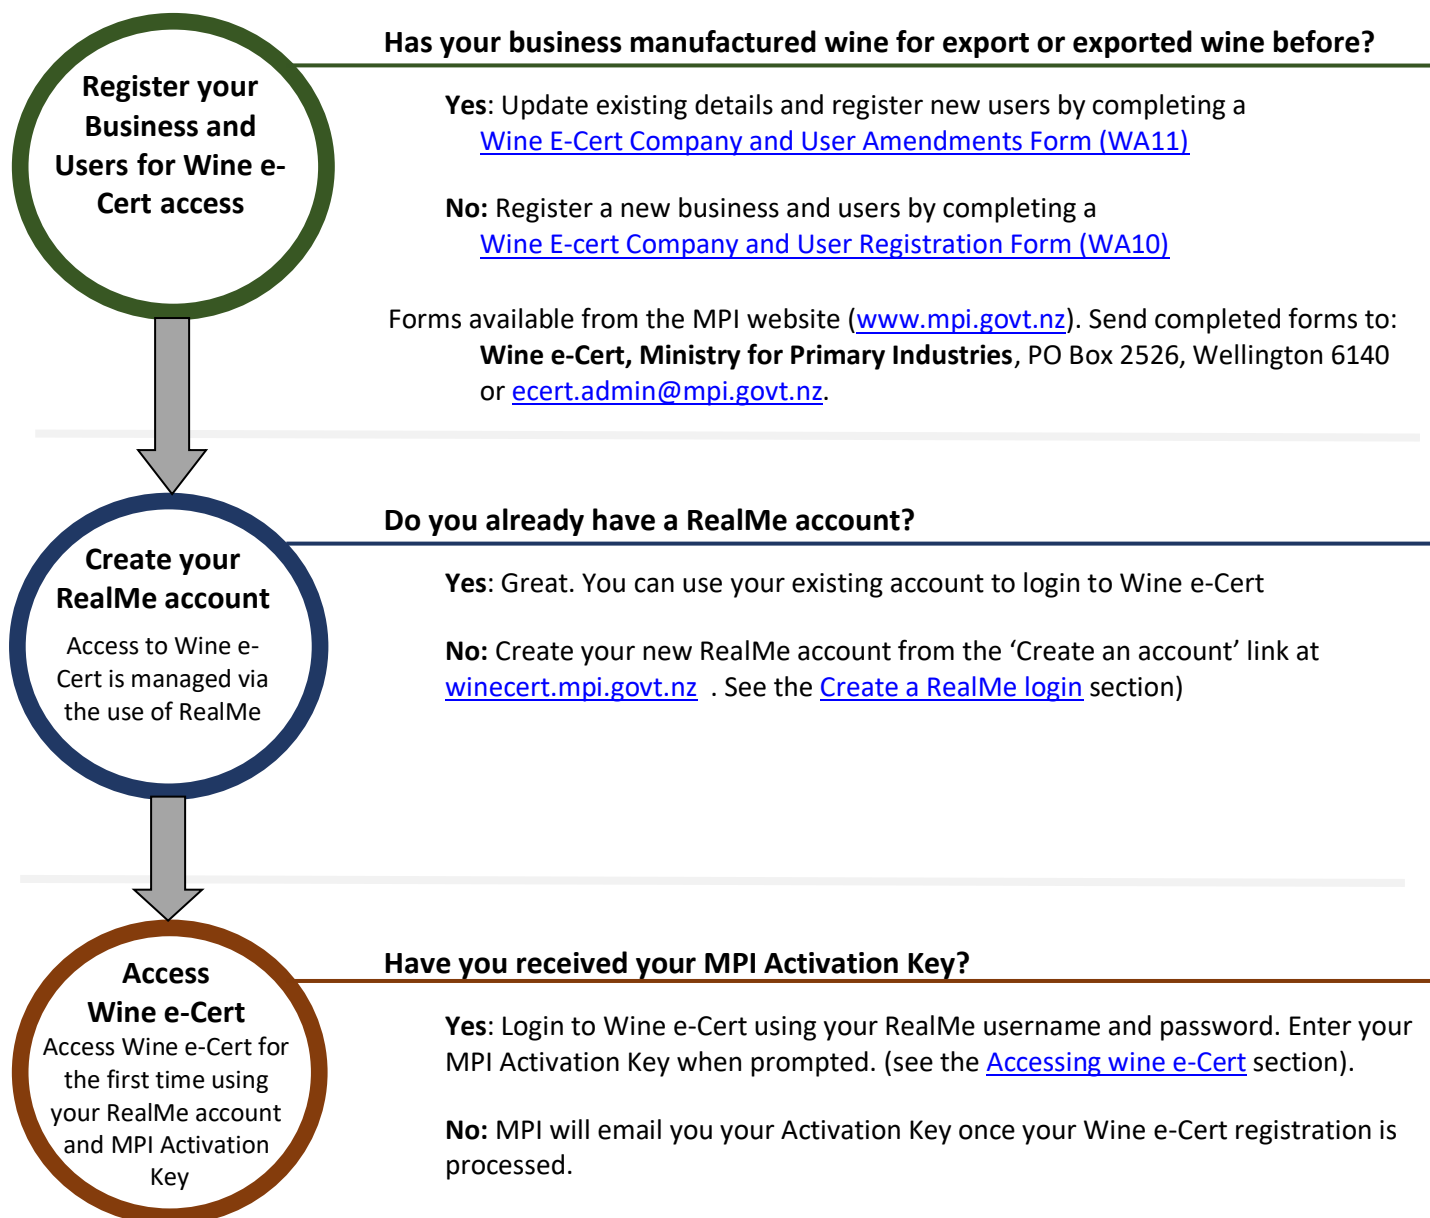 Register your
Business and
Users for Wine e-
Cert access
Has your business manufactured wine for export or exported wine before?
Yes: Update existing details and register new users by completing a
Wine E-Cert Company and User Amendments Form (WA11)
No: Register a new business and users by completing a
Wine E-cert Company and User Registration Form (WA10)
Forms available from the MPI website (www.mpi.govt.nz). Send completed forms to:
Wine e-Cert, Ministry for Primary Industries, PO Box 2526, Wellington 6140
or ecert.admin@mpi.govt.nz.
Create your
RealMe account
Access to Wine e-
Cert is managed via
the use of RealMe
Do you already have a RealMe account?
Yes: Great. You can use your existing account to login to Wine e-Cert
No: Create your new RealMe account from the ‘Create an account’ link at
winecert.mpi.govt.nz . See the Create a RealMe login section)
Access
Wine e-Cert
Access Wine e-Cert for
the first time using
your RealMe account
and MPI Activation
Key
Have you received your MPI Activation Key?
Yes: Login to Wine e-Cert using your RealMe username and password. Enter your
MPI Activation Key when prompted. (see the Accessing wine e-Cert section).
No: MPI will email you your Activation Key once your Wine e-Cert registration is
processed.